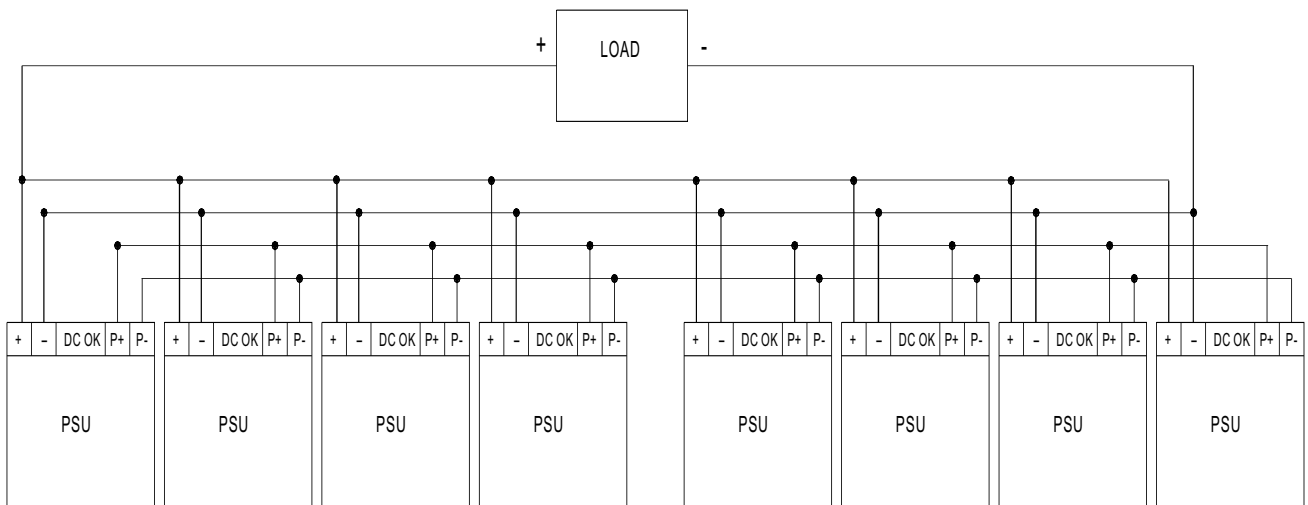 + LOAD -
+ – DC OK P+ P- + – DC OK P+ P- + – DC OK P+ P- + – DC OK P+ P- + – DC OK P+ P- + – DC OK P+ P- + – DC OK P+ P- + – DC OK P+ P-
PSU PSU PSU PSU PSU PSU PSU PSU